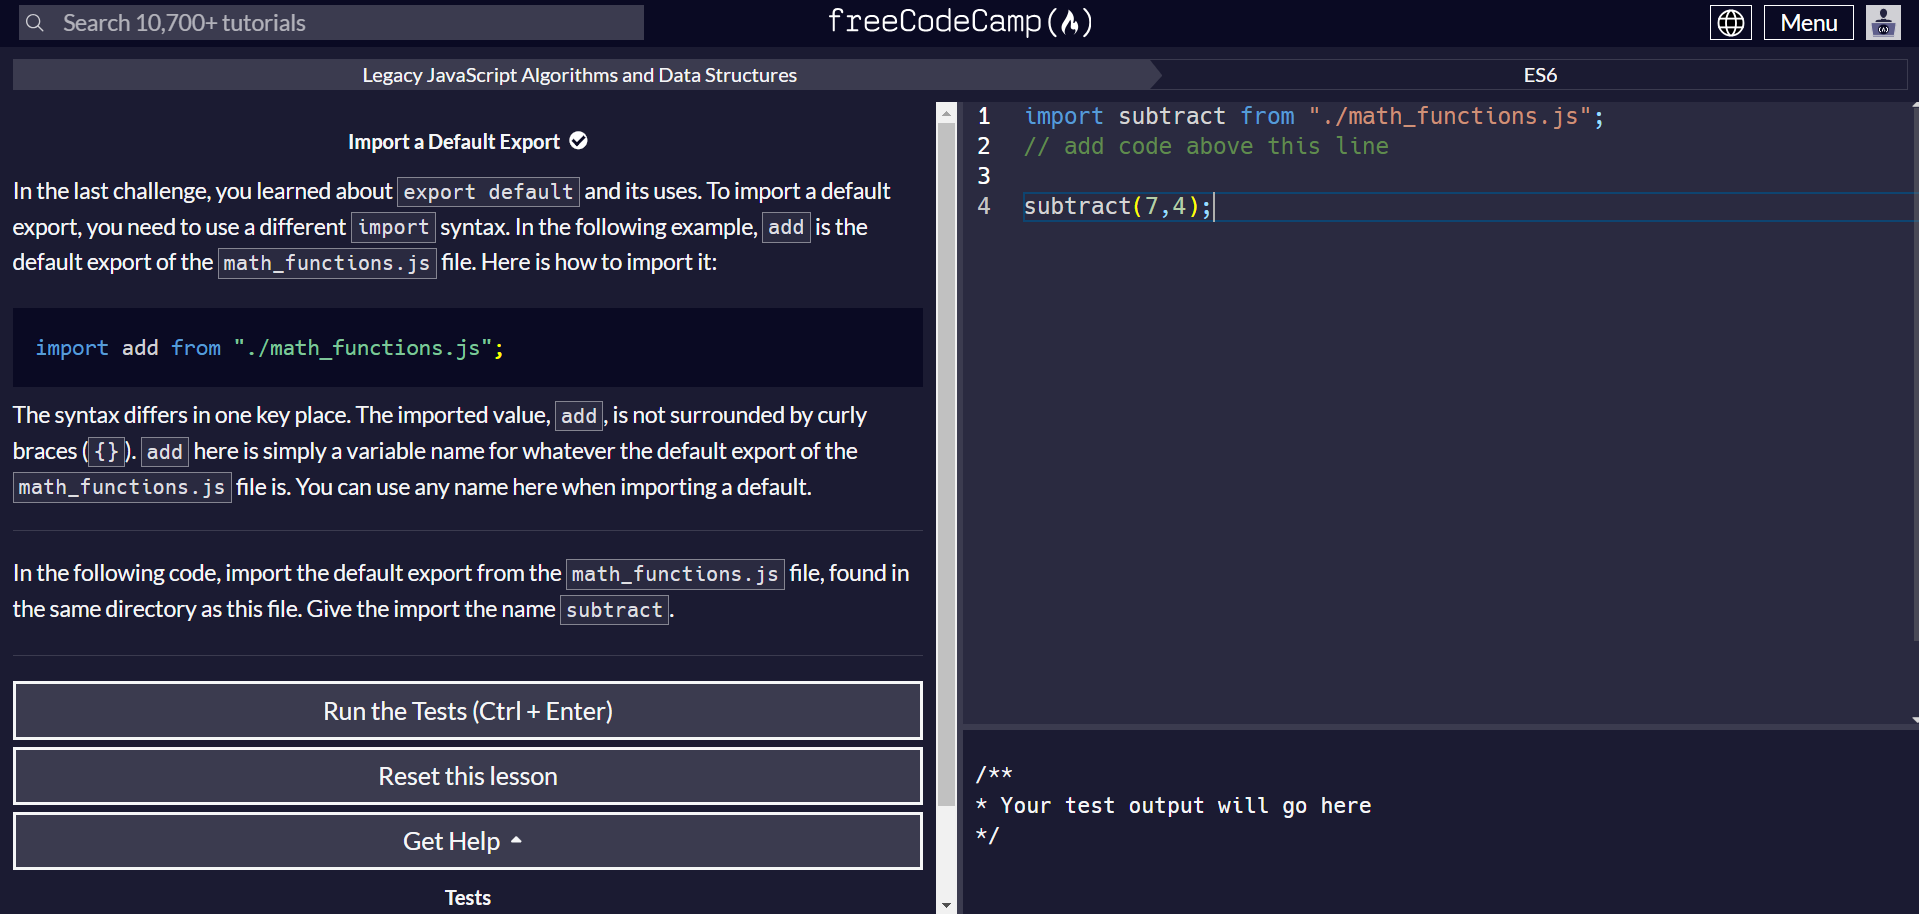 Search 10,700+ tutorials
freeCodeCamp
Menu
Legacy JavaScript Algorithms and Data Structures
ES6
Import a Default Export
In the last challenge, you learned about export default and its uses. To import a default
export, you need to use a different import syntax. In the following example, add is the
default export of the math_functions.js file. Here is how to import it:
import add from "./math_functions.js";
The syntax differs in one key place. The imported value, add, is not surrounded by curly
braces ({}). add here is simply a variable name for whatever the default export of the
math_functions.js file is. You can use any name here when importing a default.
In the following code, import the default export from the math_functions.js file, found in
the same directory as this file. Give the import the name subtract.
Run the Tests (Ctrl + Enter)
Reset this lesson
Get Help
Tests
1 import subtract from "./math_functions.js";
2 // add code above this line
3
4 subtract(7,4);
/**
* Your test output will go here
*/